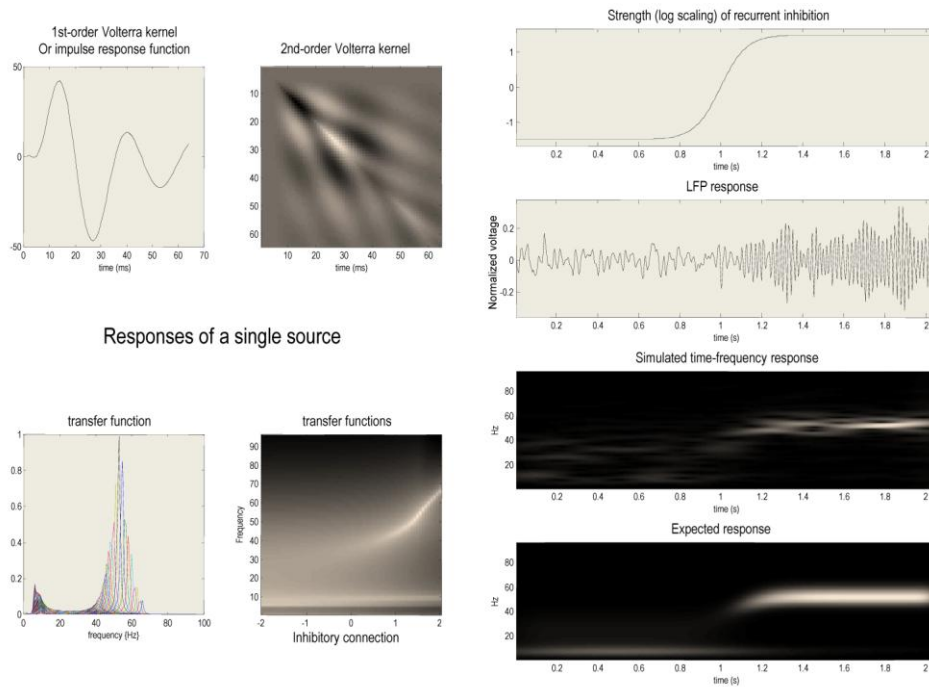 1st-order Volterra kernel
Or impulse response function
50
0
-50
0 10 20 30 40 50 60 70
time (ms)
2nd-order Volterra kernel
10
20
30
40
50
60
10 20 30 40 50 60
time (ms)
Responses of a single source
transfer function
1
0.8
0.6
0.4
0.2
0
0 20 40 60 80 100
frequency (Hz)
transfer functions
Frequency
90
80
70
60
50
40
30
20
10
-2 -1 0 1 2
Inhibitory connection
Strength (log scaling) of recurrent inhibition
1
0
-1
0.2 0.4 0.6 0.8 1 1.2 1.4 1.6 1.8 2
time (s)
LFP response
Normalized voltage
0.2
0
-0.2
0.2 0.4 0.6 0.8 1 1.2 1.4 1.6 1.8 2
time (s)
Simulated time-frequency response
Hz
80
60
40
20
0.2 0.4 0.6 0.8 1 1.2 1.4 1.6 1.8 2
time (s)
Expected response
Hz
80
60
40
20
0.2 0.4 0.6 0.8 1 1.2 1.4 1.6 1.8 2
time (s)